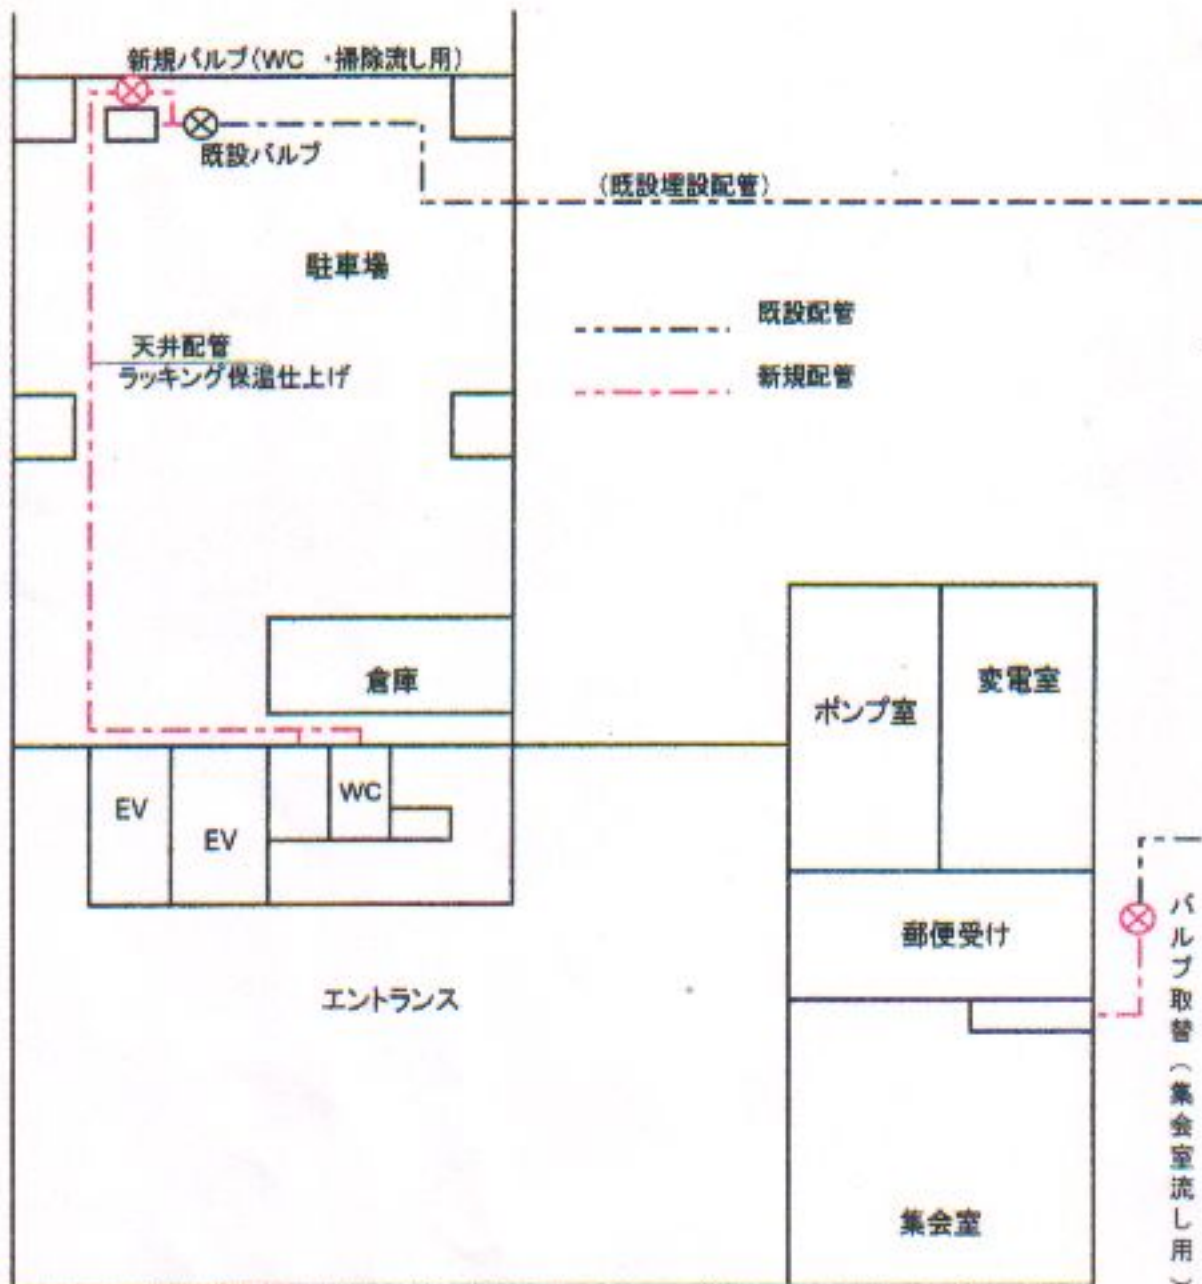 新規バルブ(WC ・掃除流し用)
既設バルブ
(既設埋設配管)
駐車場
既設配管
天井配管
ラッキング保温仕上げ
新規配管
倉庫
ポンプ室
変電室
EV
EV
WC
郵便受け
バルブ取替(集会室流し用)
エントランス
集会室